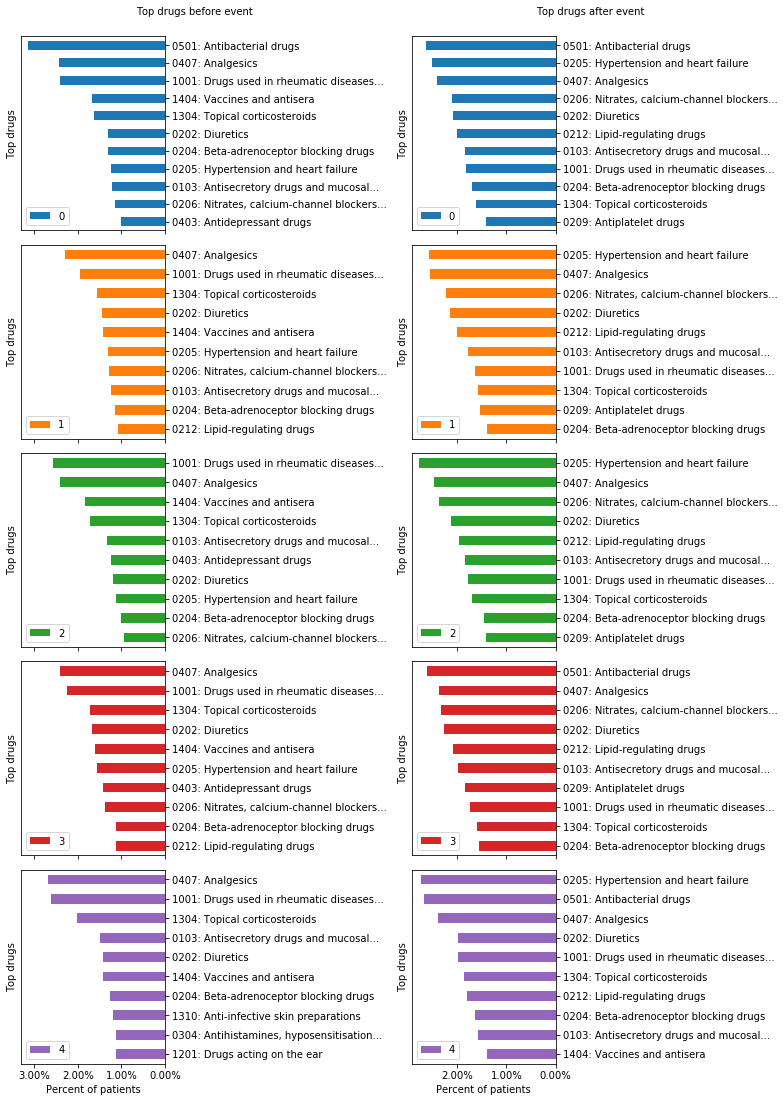 Top drugs before event
Top drugs
0501: Antibacterial drugs
0407: Analgesics
1001: Drugs used in rheumatic diseases...
1404: Vaccines and antisera
1304: Topical corticosteroids
0202: Diuretics
0204: Beta-adrenoceptor blocking drugs
0205: Hypertension and heart failure
0103: Antisecretory drugs and mucosal...
0206: Nitrates, calcium-channel blockers...
0403: Antidepressant drugs
0
Top drugs
0407: Analgesics
1001: Drugs used in rheumatic diseases...
1304: Topical corticosteroids
0202: Diuretics
1404: Vaccines and antisera
0205: Hypertension and heart failure
0206: Nitrates, calcium-channel blockers...
0103: Antisecretory drugs and mucosal...
0204: Beta-adrenoceptor blocking drugs
0212: Lipid-regulating drugs
1
Top drugs
1001: Drugs used in rheumatic diseases...
0407: Analgesics
1404: Vaccines and antisera
1304: Topical corticosteroids
0103: Antisecretory drugs and mucosal...
0403: Antidepressant drugs
0202: Diuretics
0205: Hypertension and heart failure
0204: Beta-adrenoceptor blocking drugs
0206: Nitrates, calcium-channel blockers...
2
Top drugs
0407: Analgesics
1001: Drugs used in rheumatic diseases...
1304: Topical corticosteroids
0202: Diuretics
1404: Vaccines and antisera
0205: Hypertension and heart failure
0403: Antidepressant drugs
0206: Nitrates, calcium-channel blockers...
0204: Beta-adrenoceptor blocking drugs
0212: Lipid-regulating drugs
3
Top drugs
0407: Analgesics
1001: Drugs used in rheumatic diseases...
1304: Topical corticosteroids
0103: Antisecretory drugs and mucosal...
0202: Diuretics
1404: Vaccines and antisera
0204: Beta-adrenoceptor blocking drugs
1310: Anti-infective skin preparations
0304: Antihistamines, hyposensitisation...
1201: Drugs acting on the ear
4
3.00% 2.00% 1.00% 0.00%
Percent of patients
Top drugs after event
Top drugs
0501: Antibacterial drugs
0205: Hypertension and heart failure
0407: Analgesics
0206: Nitrates, calcium-channel blockers...
0202: Diuretics
0212: Lipid-regulating drugs
0103: Antisecretory drugs and mucosal...
1001: Drugs used in rheumatic diseases...
0204: Beta-adrenoceptor blocking drugs
1304: Topical corticosteroids
0209: Antiplatelet drugs
0
Top drugs
0205: Hypertension and heart failure
0407: Analgesics
0206: Nitrates, calcium-channel blockers...
0202: Diuretics
0212: Lipid-regulating drugs
0103: Antisecretory drugs and mucosal...
1001: Drugs used in rheumatic diseases...
1304: Topical corticosteroids
0209: Antiplatelet drugs
0204: Beta-adrenoceptor blocking drugs
1
Top drugs
0205: Hypertension and heart failure
0407: Analgesics
0206: Nitrates, calcium-channel blockers...
0202: Diuretics
0212: Lipid-regulating drugs
0103: Antisecretory drugs and mucosal...
1001: Drugs used in rheumatic diseases...
1304: Topical corticosteroids
0204: Beta-adrenoceptor blocking drugs
0209: Antiplatelet drugs
2
Top drugs
0501: Antibacterial drugs
0407: Analgesics
0206: Nitrates, calcium-channel blockers...
0202: Diuretics
0212: Lipid-regulating drugs
0103: Antisecretory drugs and mucosal...
0209: Antiplatelet drugs
1001: Drugs used in rheumatic diseases...
1304: Topical corticosteroids
0204: Beta-adrenoceptor blocking drugs
3
Top drugs
0205: Hypertension and heart failure
0501: Antibacterial drugs
0407: Analgesics
0202: Diuretics
1001: Drugs used in rheumatic diseases...
1304: Topical corticosteroids
0212: Lipid-regulating drugs
0204: Beta-adrenoceptor blocking drugs
0103: Antisecretory drugs and mucosal...
1404: Vaccines and antisera
4
2.00% 1.00% 0.00%
Percent of patients